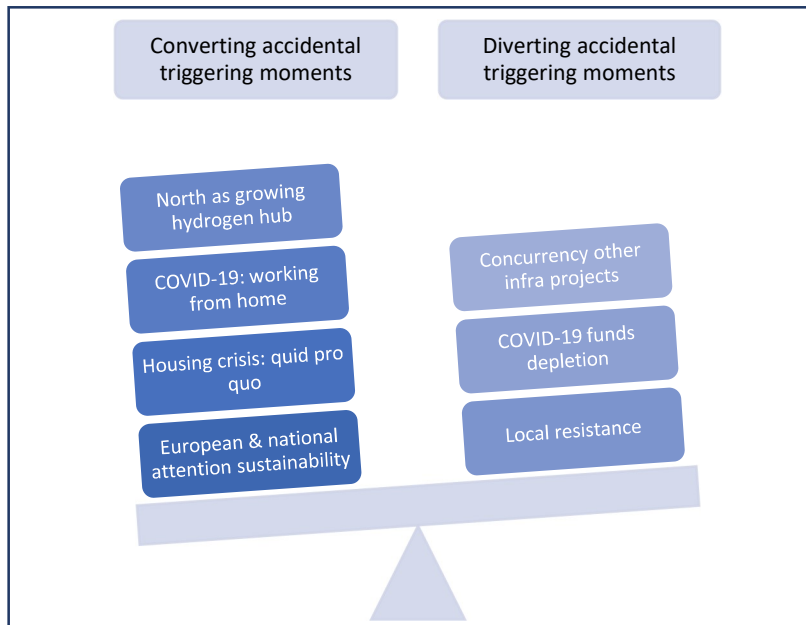 Converting accidental
triggering moments
Diverting accidental
triggering moments
North as growing
hydrogen hub
COVID-19: working
from home
Housing crisis: quid pro
quo
European & national
attention sustainability
Concurrency other
infra projects
COVID-19 funds
depletion
Local resistance